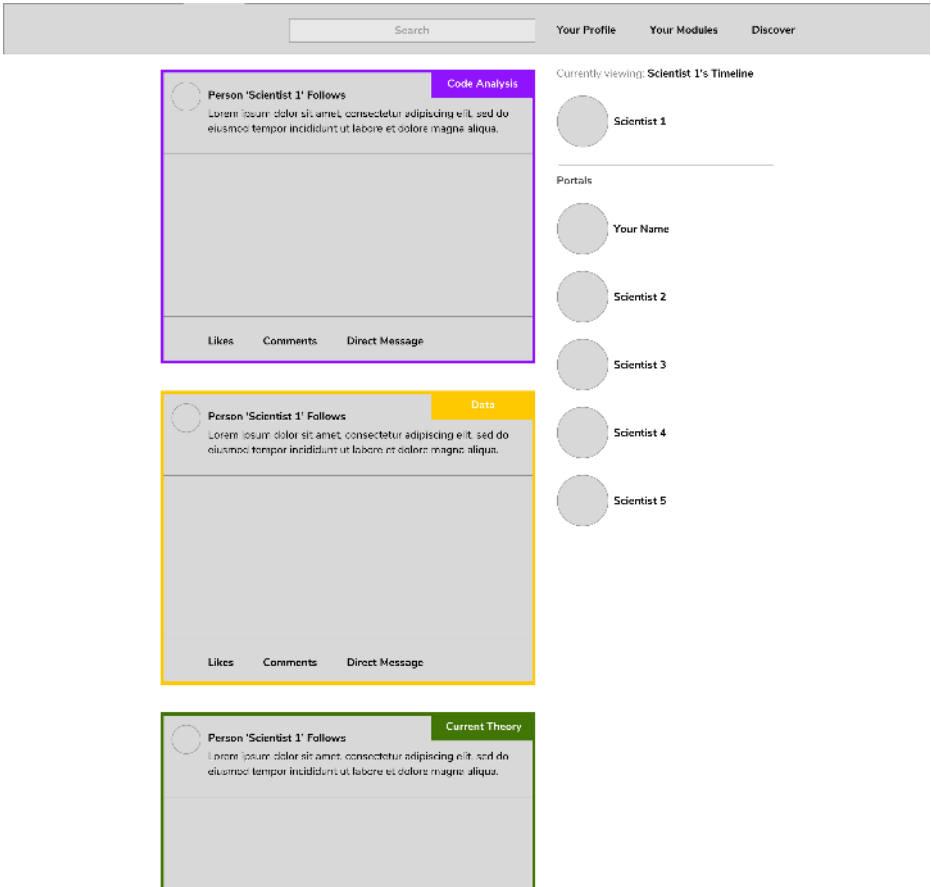 Search
Your Profile
Your Modules
Discover
Code Analysis
Person 'Scientist 1' Follows
Lorem ipsum dolor sit amet, consectetur adipiscing elit, sed do
eiusmod tempor incididunt ut labore et dolore magna aliqua.
Likes
Comments
Direct Message
Data
Person 'Scientist 1' Follows
Lorem ipsum dolor sit amet, consectetur adipiscing elit, sed do
eiusmod tempor incididunt ut labore et dolore magna aliqua.
Likes
Comments
Direct Message
Current Theory
Person 'Scientist 1' Follows
Lorem ipsum dolor sit amet, consectetur adipiscing elit, sed do
eiusmod tempor incididunt ut labore et dolore magna aliqua.
Currently viewing: Scientist 1's Timeline
Scientist 1
Portals
Your Name
Scientist 2
Scientist 3
Scientist 4
Scientist 5